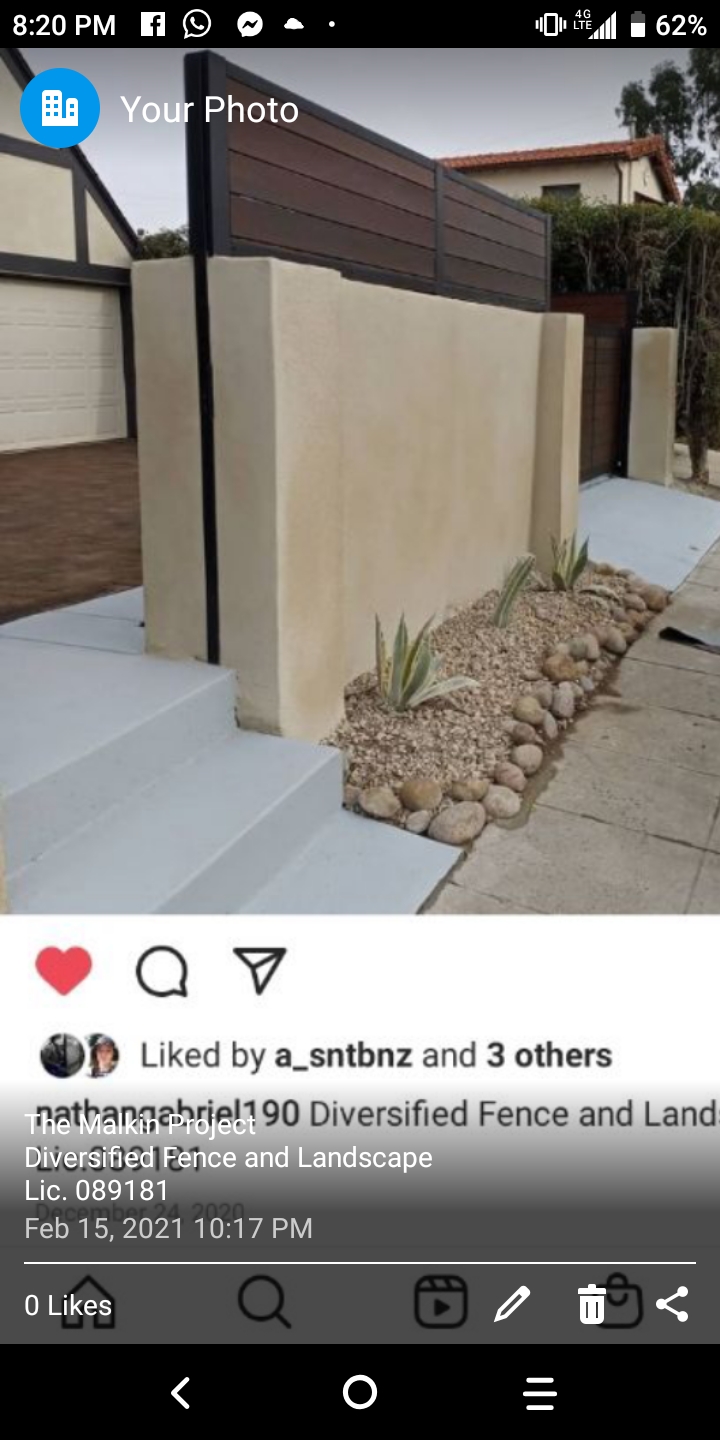 8:20 PM 4G LTE 62%
Your Photo
Liked by a_sntbnz and 3 others
nathangabriel190 Diversified Fence and Lands
The Malkin Project
Diversified Fence and Landscape
Lic.089181
Lic. 089181
December 24, 2020
Feb 15, 2021 10:17 PM
0 Likes